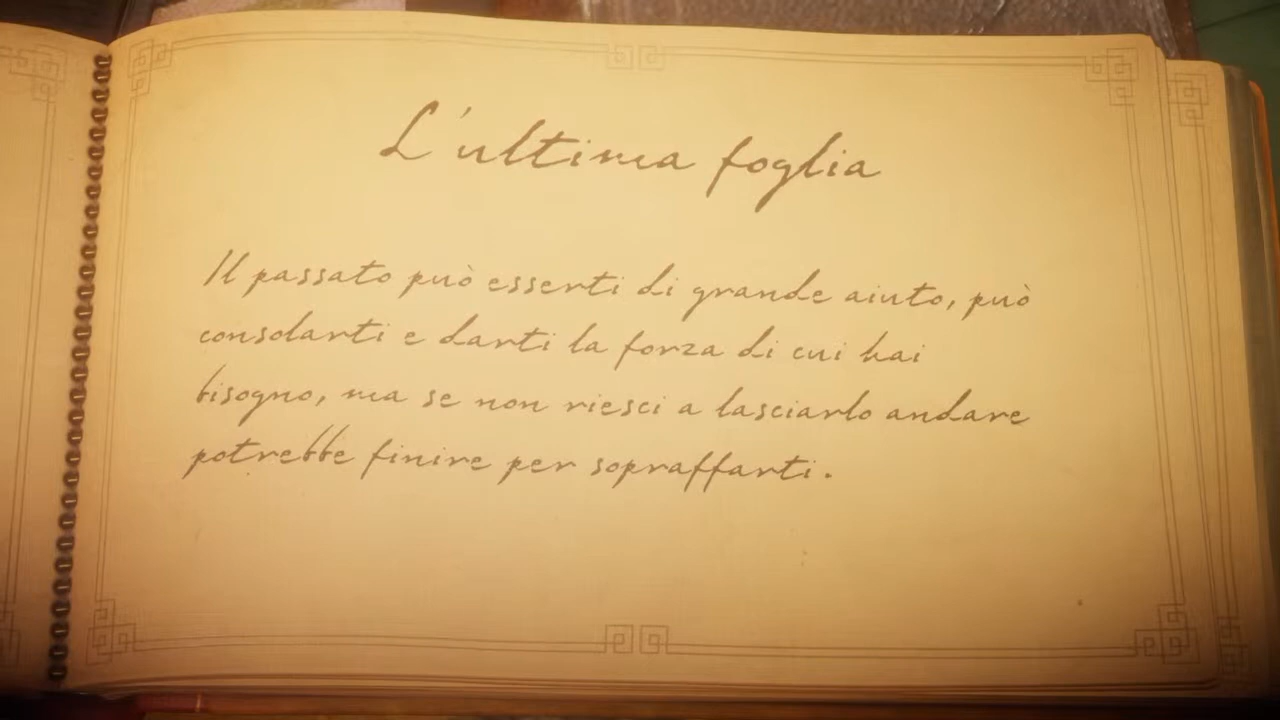 L'ultima foglia
Il passato può esserti di grande aiuto, può
consolarti e darti la forza di cui hai
bisogno, ma se non riesci a lasciarlo andare
potrebbe finire per sopraffarti.